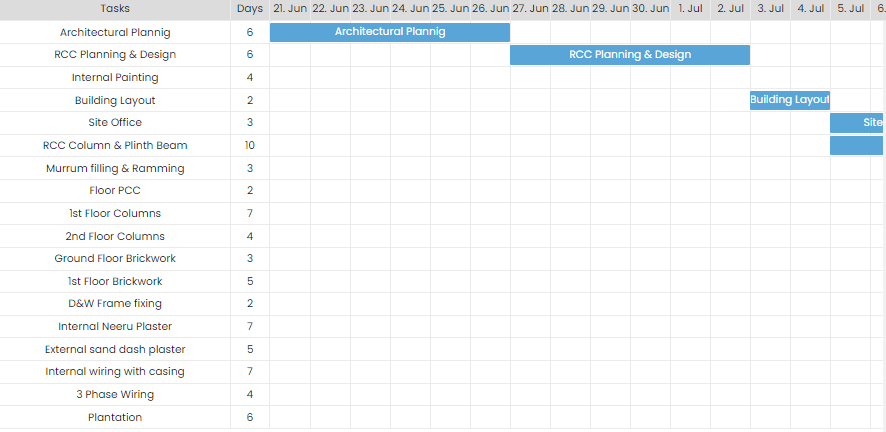 Tasks Days 21. Jun 22. Jun 23. Jun 24. Jun 25. Jun 26. Jun 27. Jun 28. Jun 29. Jun 30. Jun 1. Jul 2. Jul 3. Jul 4. Jul 5. Jul 6.
Architectural Plannig 6 Architectural Plannig
RCC Planning & Design 6 RCC Planning & Design
Internal Painting 4
Building Layout 2 Building Layout
Site Office 3 Site
RCC Column & Plinth Beam 10
Murrum filling & Ramming 3
Floor PCC 2
1st Floor Columns 7
2nd Floor Columns 4
Ground Floor Brickwork 3
1st Floor Brickwork 5
D&W Frame fixing 2
Internal Neeru Plaster 7
External sand dash plaster 5
Internal wiring with casing 7
3 Phase Wiring 4
Plantation 6